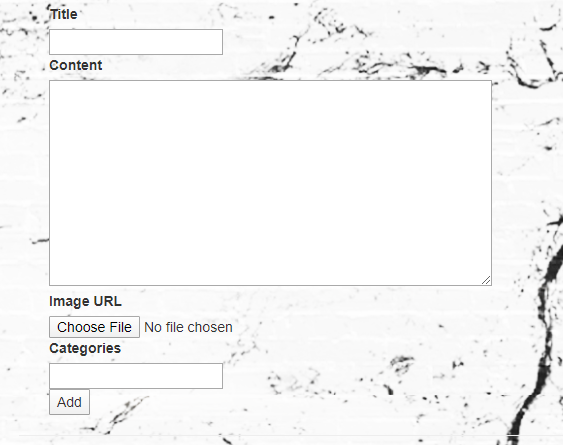 Title
Content
Image URL
Choose File No file chosen
Categories
Add